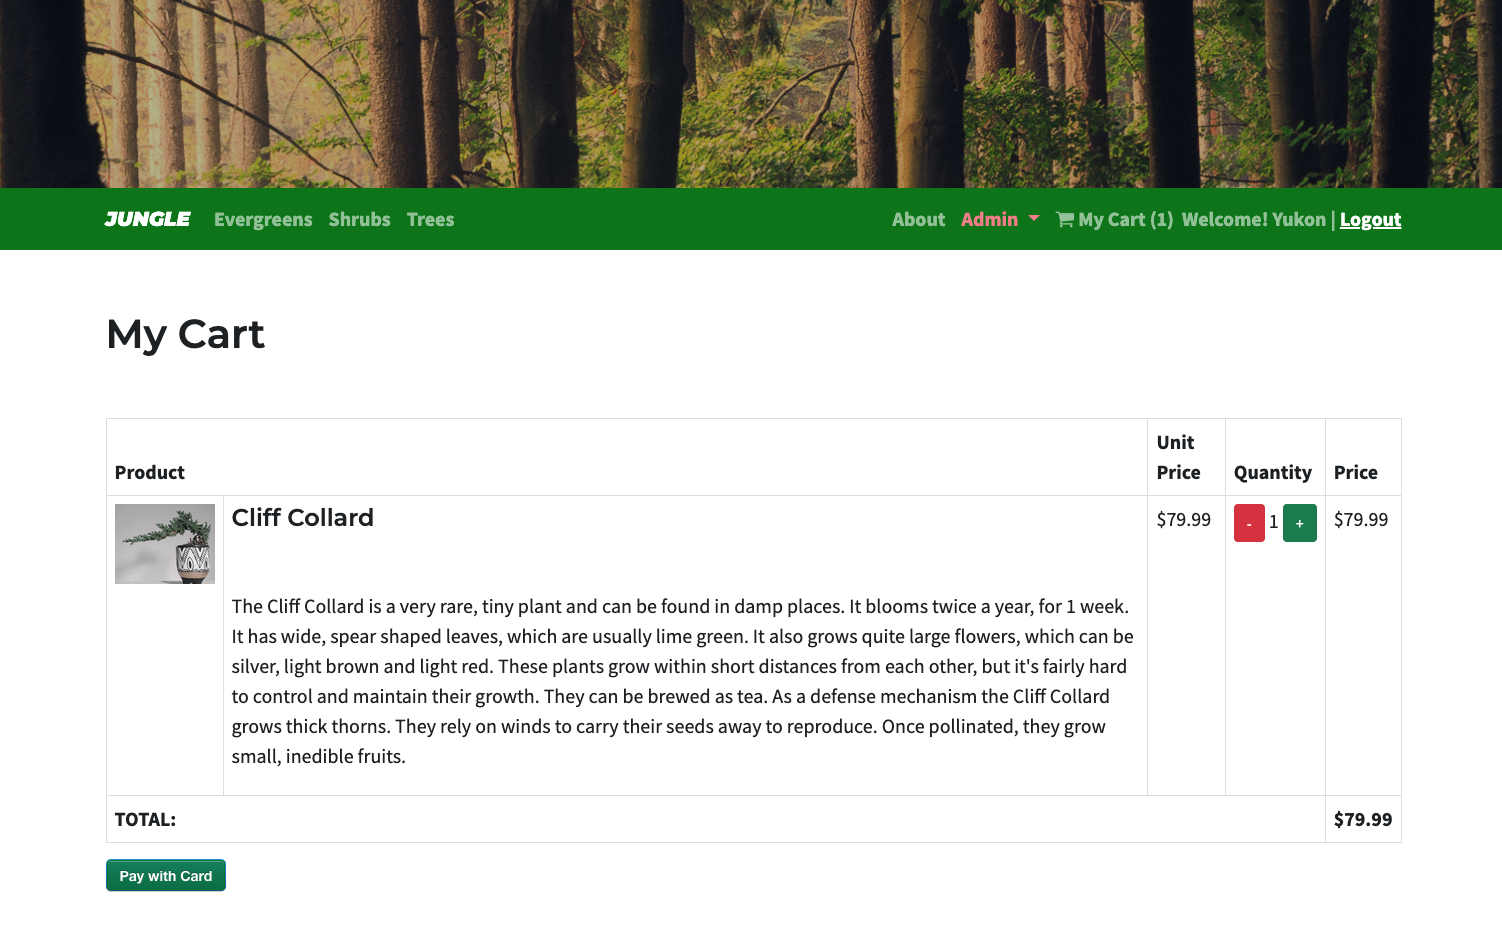 JUNGLE Evergreens Shrubs Trees About Admin My Cart (1) Welcome! Yukon | Logout
My Cart
Product Unit Price Quantity Price
Cliff Collard $79.99 - 1 + $79.99
The Cliff Collard is a very rare, tiny plant and can be found in damp places. It blooms twice a year, for 1 week.
It has wide, spear shaped leaves, which are usually lime green. It also grows quite large flowers, which can be
silver, light brown and light red. These plants grow within short distances from each other, but it's fairly hard
to control and maintain their growth. They can be brewed as tea. As a defense mechanism the Cliff Collard
grows thick thorns. They rely on winds to carry their seeds away to reproduce. Once pollinated, they grow
small, inedible fruits.
TOTAL: $79.99
Pay with Card